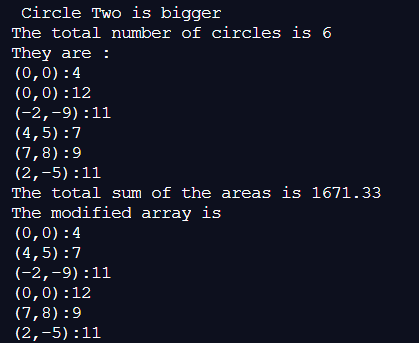 Circle Two is bigger
The total number of circles is 6
They are :
(0,0):4
(0,0):12
(-2,-9):11
(4,5):7
(7,8):9
(2,-5):11
The total sum of the areas is 1671.33
The modified array is
(0,0):4
(4,5):7
(-2,-9):11
(0,0):12
(7,8):9
(2,-5):11